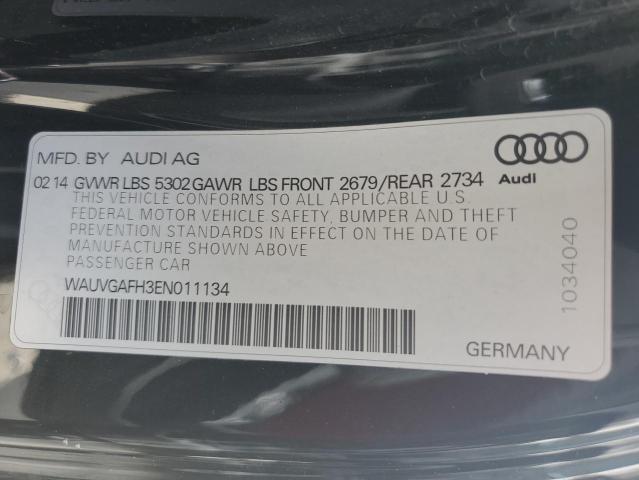 MFD. BY AUDI AG
02 14 GVWR LBS 5302 GAWR LBS FRONT 2679/REAR 2734
THIS VEHICLE CONFORMS TO ALL APPLICABLE U.S.
FEDERAL MOTOR VEHICLE SAFETY, BUMPER AND THEFT
PREVENTION STANDARDS IN EFFECT ON THE DATE OF
MANUFACTURE SHOWN ABOVE
PASSENGER CAR
WAUVGAFH3EN011134
Audi
1034040
GERMANY